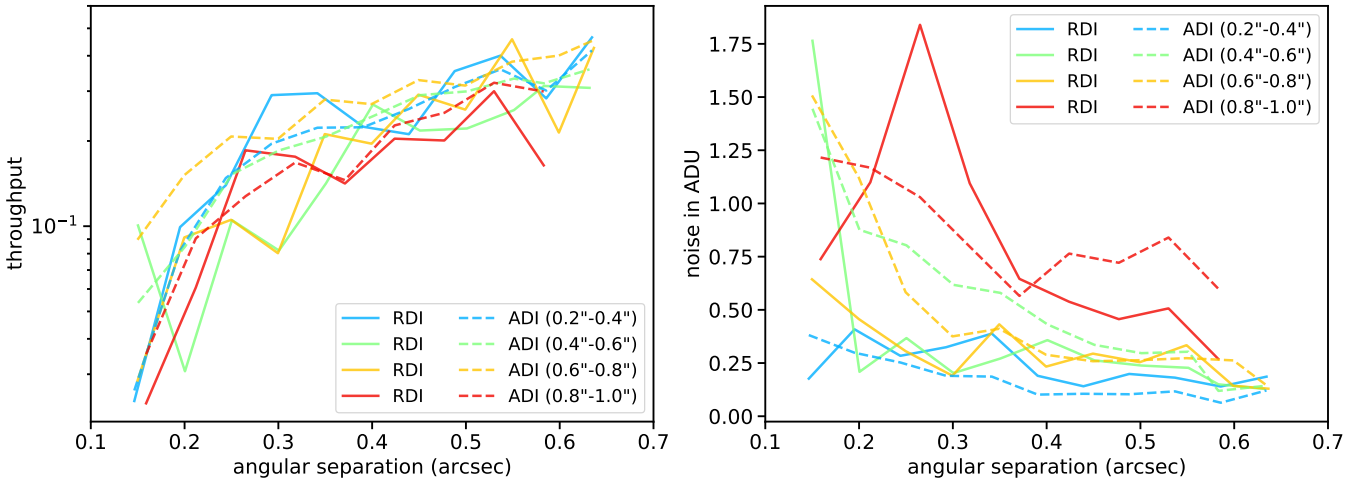 throughput
10⁻¹
RDI ADI (0.2"-0.4")
RDI ADI (0.4"-0.6")
RDI ADI (0.6"-0.8")
RDI ADI (0.8"-1.0")
0.1 0.2 0.3 0.4 0.5 0.6 0.7
angular separation (arcsec)
noise in ADU
1.75
1.50
1.25
1.00
0.75
0.50
0.25
0.00
RDI ADI (0.2"-0.4")
RDI ADI (0.4"-0.6")
RDI ADI (0.6"-0.8")
RDI ADI (0.8"-1.0")
0.1 0.2 0.3 0.4 0.5 0.6 0.7
angular separation (arcsec)